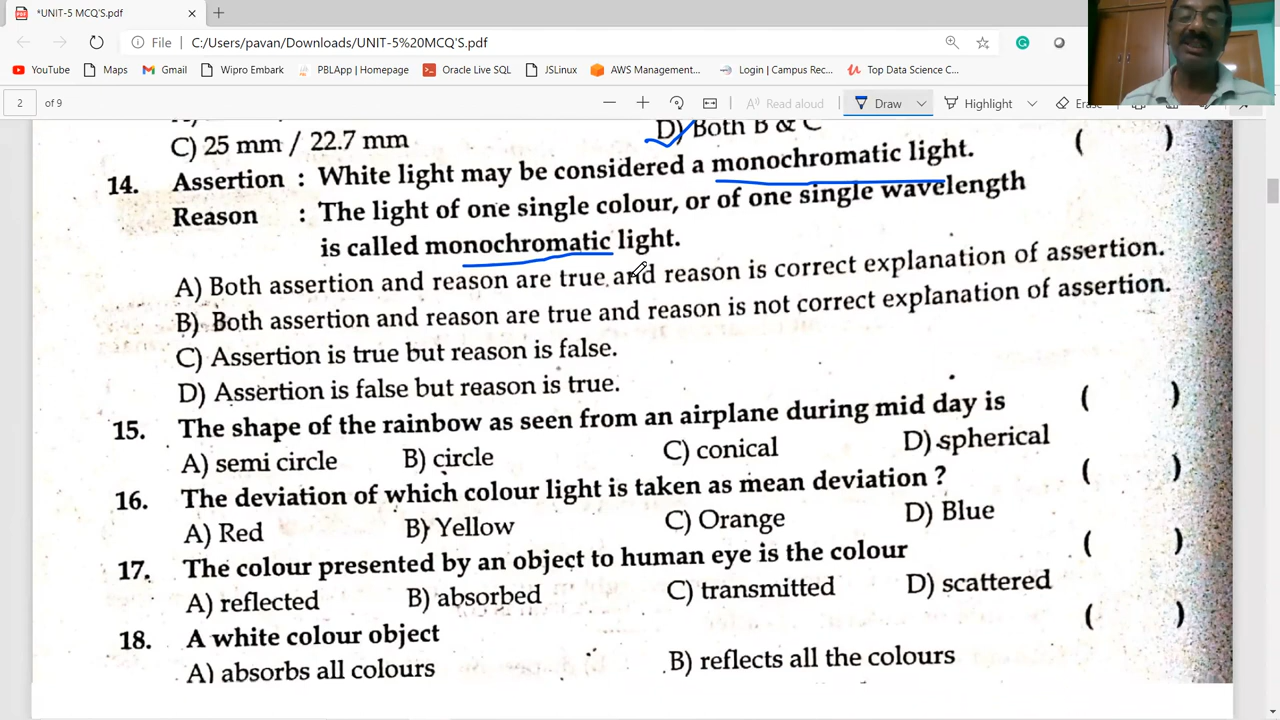 *UNIT-5 MCQ'S.pdf
File C:/Users/pavan/Downloads/UNIT-5%20MCQ'S.pdf
YouTube Maps Gmail Wipro Embark PBLApp | Homepage Oracle Live SQL JSLinux AWS Management... Login | Campus Rec... Top Data Science C...
2 of 9 Read aloud Draw Highlight Erase
C) 25 mm / 22.7 mm D) Both B & C
14. Assertion : White light may be considered a monochromatic light. ( )
Reason : The light of one single colour, or of one single wavelength
is called monochromatic light.
A) Both assertion and reason are true and reason is correct explanation of assertion.
B) Both assertion and reason are true and reason is not correct explanation of assertion.
C) Assertion is true but reason is false.
D) Assertion is false but reason is true.
15. The shape of the rainbow as seen from an airplane during mid day is ( )
A) semi circle B) circle C) conical D) spherical
16. The deviation of which colour light is taken as mean deviation ? ( )
A) Red B) Yellow C) Orange D) Blue
17. The colour presented by an object to human eye is the colour ( )
A) reflected B) absorbed C) transmitted D) scattered
18. A white colour object ( )
A) absorbs all colours B) reflects all the colours